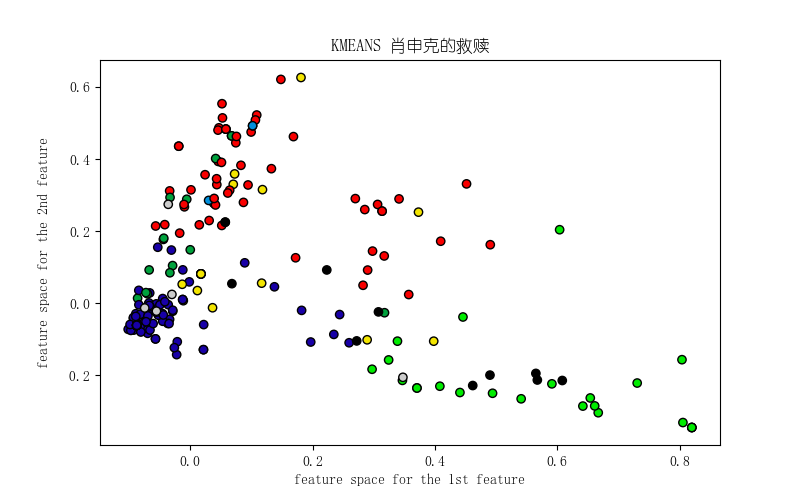 KMEANS 肖申克的救赎
0.6
0.4
0.2
0.0
0.2
feature space for the 2nd feature
0.0 0.2 0.4 0.6 0.8
feature space for the 1st feature